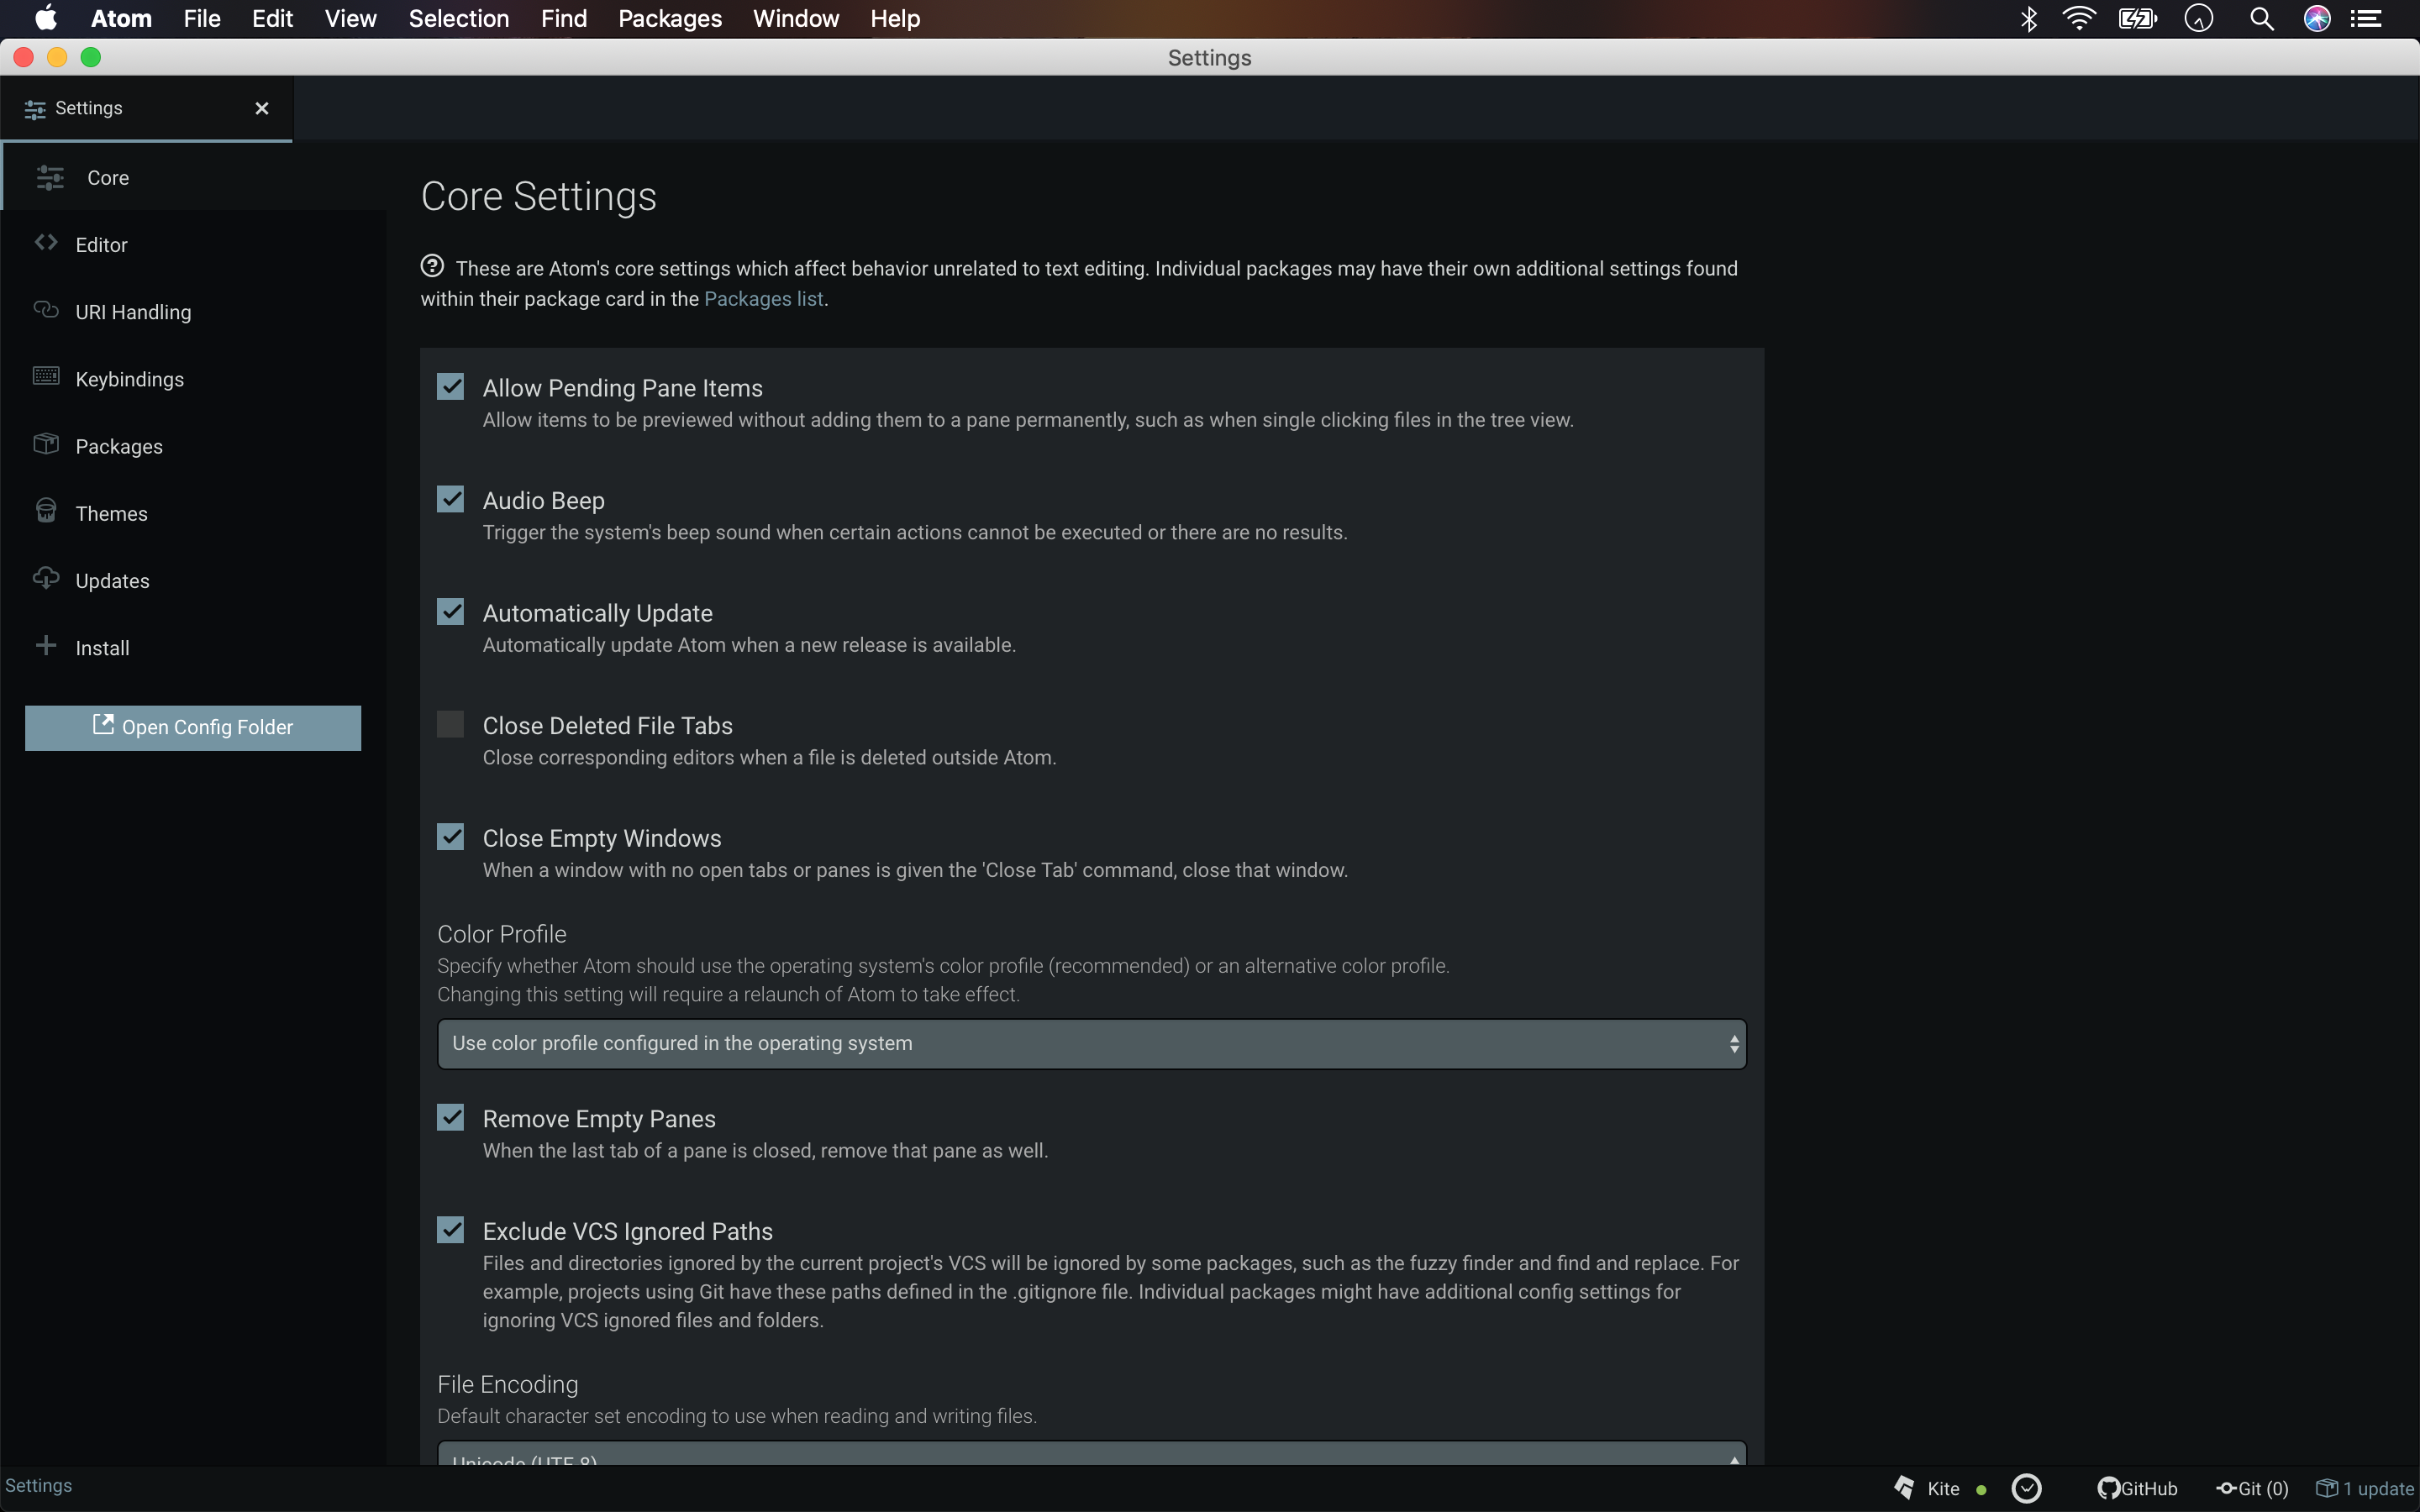 Atom File Edit View Selection Find Packages Window Help
Settings
Settings
Core
Editor
URI Handling
Keybindings
Packages
Themes
Updates
Install
Open Config Folder
Core Settings
These are Atom's core settings which affect behavior unrelated to text editing. Individual packages may have their own additional settings found
within their package card in the Packages list.
Allow Pending Pane Items
Allow items to be previewed without adding them to a pane permanently, such as when single clicking files in the tree view.
Audio Beep
Trigger the system's beep sound when certain actions cannot be executed or there are no results.
Automatically Update
Automatically update Atom when a new release is available.
Close Deleted File Tabs
Close corresponding editors when a file is deleted outside Atom.
Close Empty Windows
When a window with no open tabs or panes is given the 'Close Tab' command, close that window.
Color Profile
Specify whether Atom should use the operating system's color profile (recommended) or an alternative color profile.
Changing this setting will require a relaunch of Atom to take effect.
Use color profile configured in the operating system
Remove Empty Panes
When the last tab of a pane is closed, remove that pane as well.
Exclude VCS Ignored Paths
Files and directories ignored by the current project's VCS will be ignored by some packages, such as the fuzzy finder and find and replace. For
example, projects using Git have these paths defined in the .gitignore file. Individual packages might have additional config settings for
ignoring VCS ignored files and folders.
File Encoding
Default character set encoding to use when reading and writing files.
Unicode (UTF-8)
Settings
Kite
GitHub
Git (0)
1 update